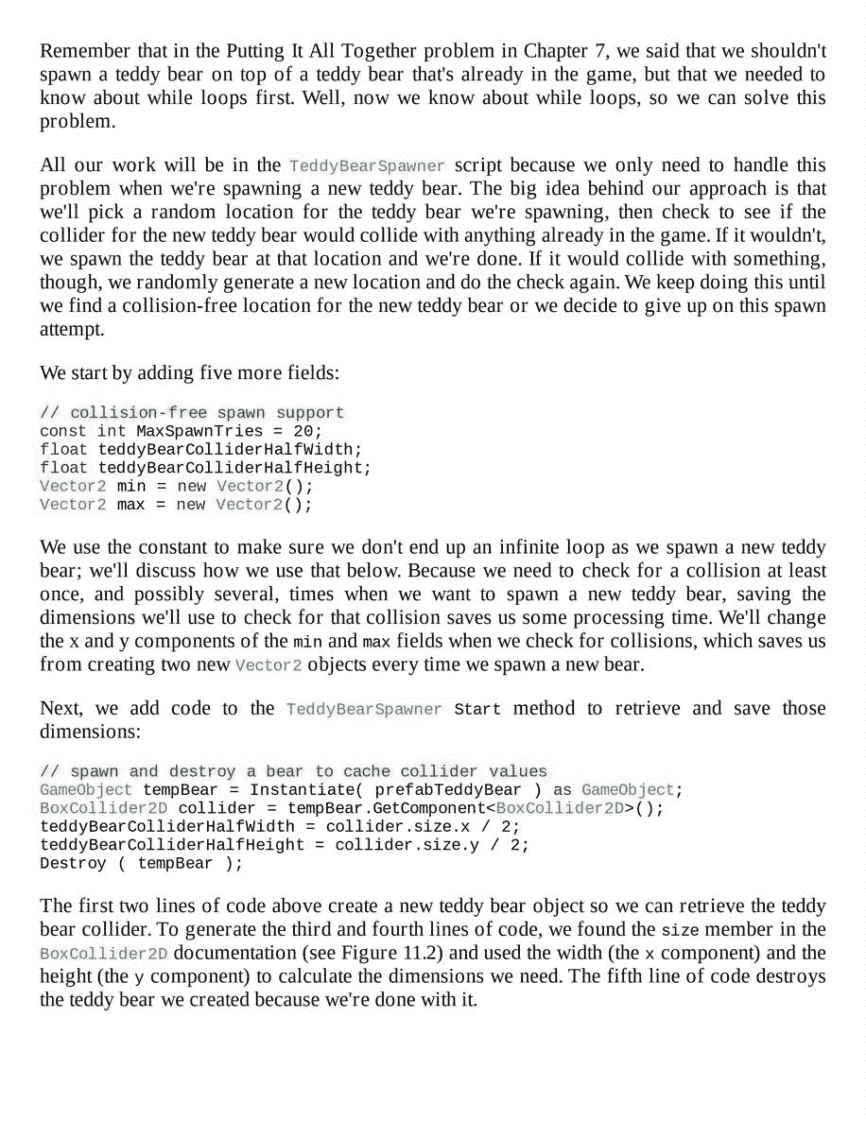 Remember that in the Putting It All Together problem in Chapter 7, we said that we shouldn't
spawn a teddy bear on top of a teddy bear that's already in the game, but that we needed to
know about while loops first. Well, now we know about while loops, so we can solve this
problem.
All our work will be in the TeddyBearSpawner script because we only need to handle this
problem when we're spawning a new teddy bear. The big idea behind our approach is that
we'll pick a random location for the teddy bear we're spawning, then check to see if the
collider for the new teddy bear would collide with anything already in the game. If it wouldn't,
we spawn the teddy bear at that location and we're done. If it would collide with something,
though, we randomly generate a new location and do the check again. We keep doing this until
we find a collision-free location for the new teddy bear or we decide to give up on this spawn
attempt.
We start by adding five more fields:
// collision-free spawn support
const int MaxSpawnTries = 20;
float teddyBearColliderHalfWidth;
float teddyBearColliderHalfHeight;
Vector2 min = new Vector2();
Vector2 max = new Vector2();
We use the constant to make sure we don't end up an infinite loop as we spawn a new teddy
bear; we'll discuss how we use that below. Because we need to check for a collision at least
once, and possibly several, times when we want to spawn a new teddy bear, saving the
dimensions we'll use to check for that collision saves us some processing time. We'll change
the x and y components of the min and max fields when we check for collisions, which saves us
from creating two new Vector2 objects every time we spawn a new bear.
Next, we add code to the TeddyBearSpawner Start method to retrieve and save those
dimensions:
// spawn and destroy a bear to cache collider values
GameObject tempBear = Instantiate( prefabTeddyBear ) as GameObject;
BoxCollider2D collider = tempBear.GetComponent<BoxCollider2D>();
teddyBearColliderHalfWidth = collider.size.x / 2;
teddyBearColliderHalfHeight = collider.size.y / 2;
Destroy ( tempBear );
The first two lines of code above create a new teddy bear object so we can retrieve the teddy
bear collider. To generate the third and fourth lines of code, we found the size member in the
BoxCollider2D documentation (see Figure 11.2) and used the width (the x component) and the
height (the y component) to calculate the dimensions we need. The fifth line of code destroys
the teddy bear we created because we're done with it.